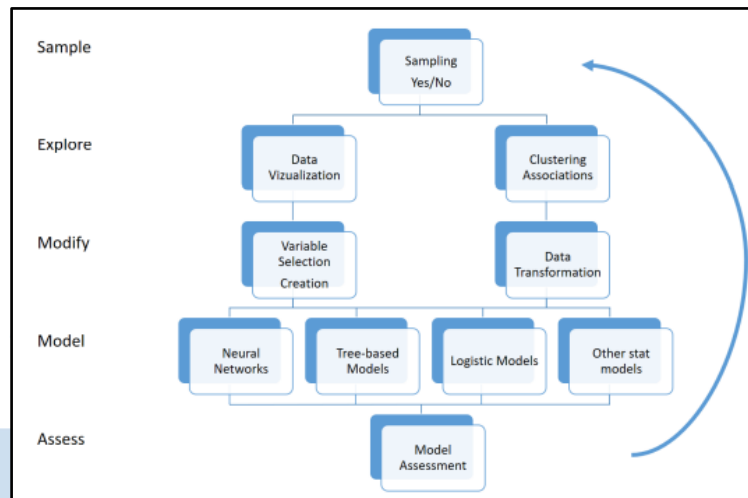 Sample
Sampling
Yes/No
Explore
Data
Vizualization
Clustering
Associations
Modify
Variable
Selection
Creation
Data
Transformation
Model
Neural
Networks
Tree-based
Models
Logistic Models
Other stat
models
Assess
Model
Assessment